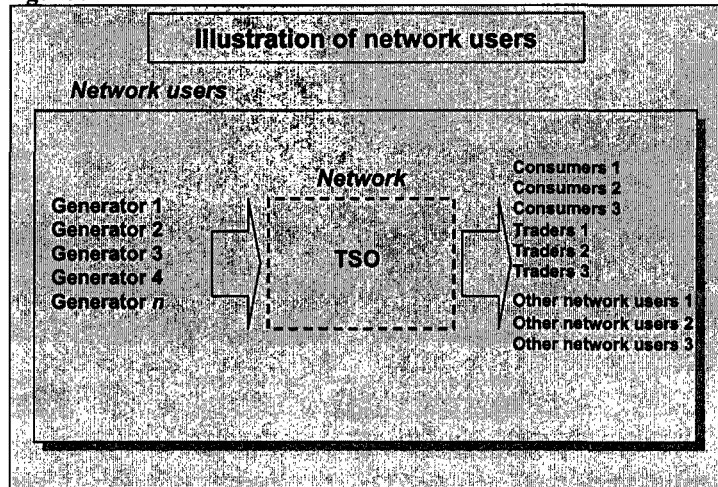 Illustration of network users
Network users
Generator 1
Generator 2
Generator 3
Generator 4
Generator n
Network
TSO
Consumers 1
Consumers 2
Consumers 3
Traders 1
Traders 2
Traders 3
Other network users 1
Other network users 2
Other network users 3